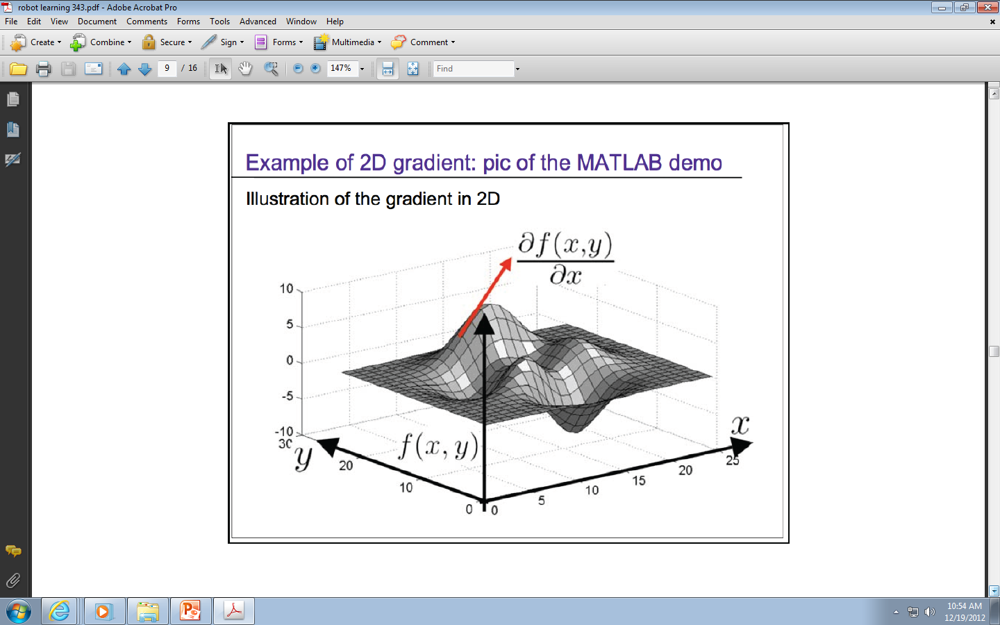 robot learning 343.pdf - Adobe Acrobat Pro
File Edit View Document Comments Forms Tools Advanced Window Help
Create Combine Secure Sign Forms Multimedia Comment
9 / 16 147% Find
Example of 2D gradient: pic of the MATLAB demo
Illustration of the gradient in 2D
∂f(x,y)
∂x
10
5
0
-5
-10
30
y
20
10
0
f(x, y)
0
5
10
15
20
25
x
10:54 AM
12/19/2012